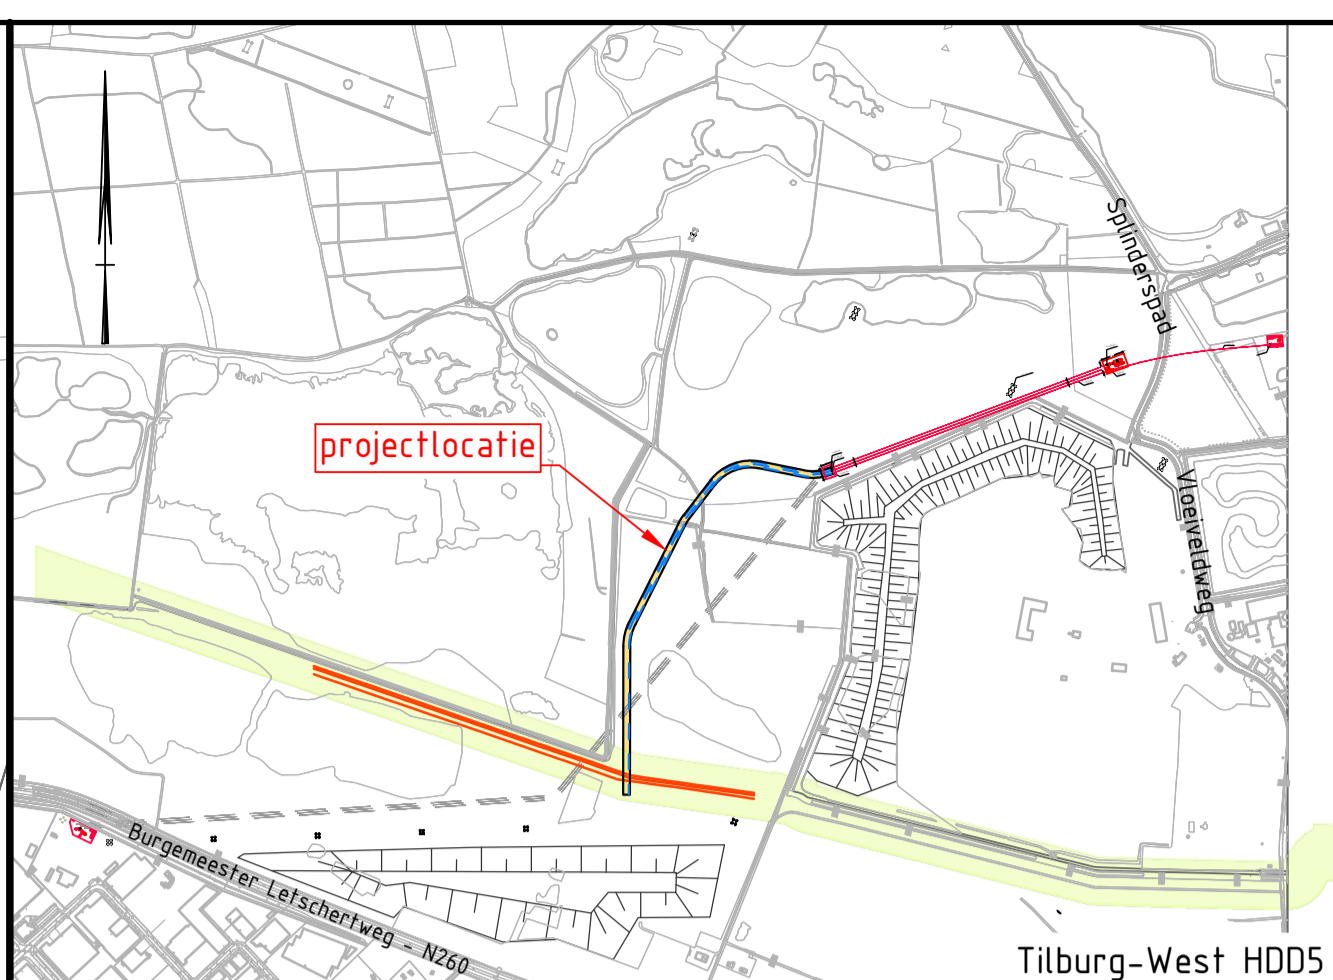 Splinderspad
projectlocatie
Vloeiveldweg
Burgemeester Letschertweg - N260
Tilburg-West HDD5